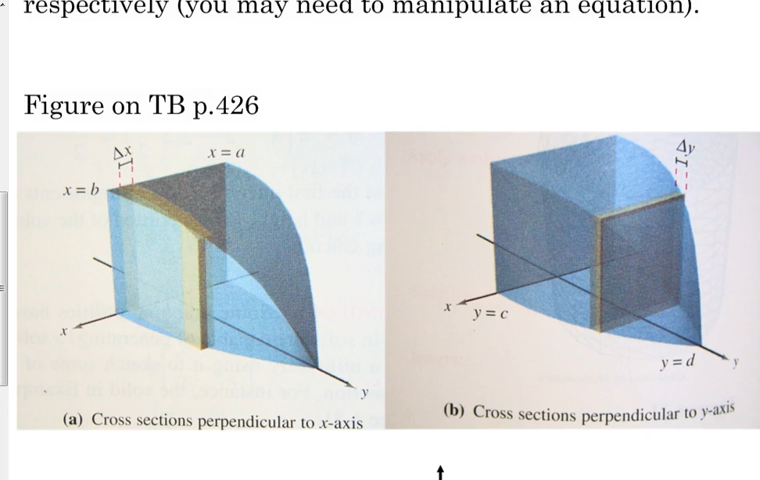 respectively (you may need to manipulate an equation).
Figure on TB p.426
Δx
x = a
x = b
x
y
(a) Cross sections perpendicular to x-axis
Δy
x
y = c
y = d
y
(b) Cross sections perpendicular to y-axis